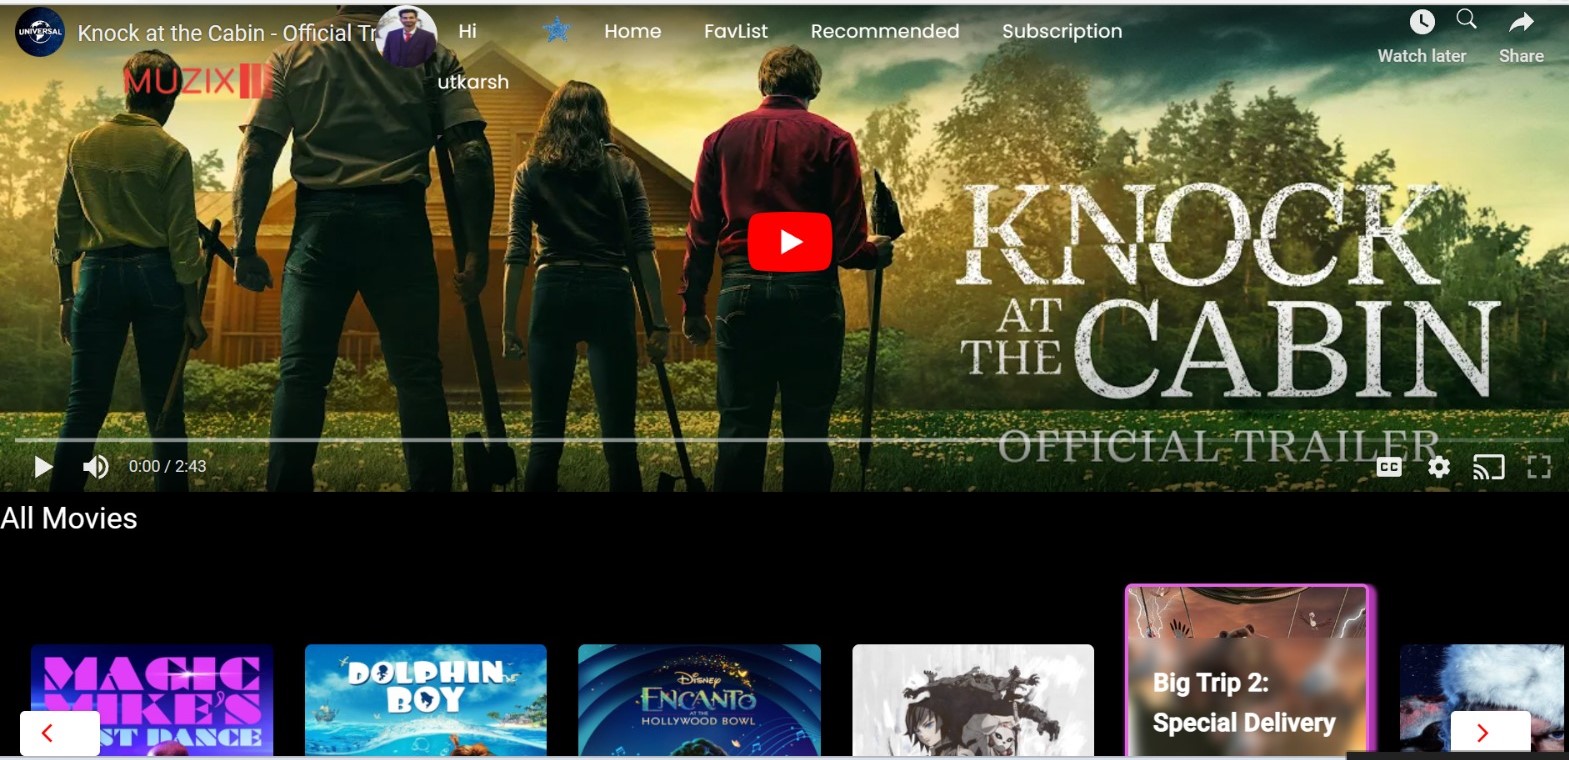 UNIVERSAL
Knock at the Cabin - Official Tr
Hi
Home
FavList
Recommended
Subscription
Watch later
Share
MUZIX
utkarsh
KNOCK
AT
THE
CABIN
OFFICIAL TRAILER
0:00 / 2:43
CC
All Movies
MAGIC
MIKE'S
ST DANCE
DOLPHIN
BOY
Disney
ENCANTO
AT THE
HOLLYWOOD BOWL
Big Trip 2:
Special Delivery